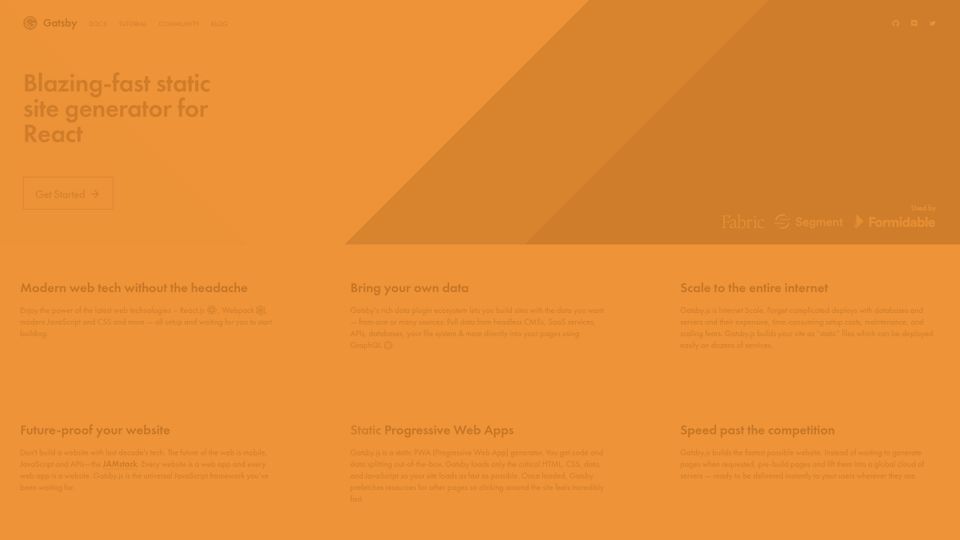 Gatsby DOCS TUTORIAL COMMUNITY BLOG
Blazing-fast static
site generator for
React
Get Started →
Used by
Fabric Segment Formidable
Modern web tech without the headache
Enjoy the power of the latest web technologies – React.js , Webpack ,
modern JavaScript and CSS and more — all setup and waiting for you to start
building.
Bring your own data
Gatsby's rich data plugin ecosystem lets you build sites with the data you want
— from one or many sources: Pull data from headless CMSs, SaaS services,
APIs, databases, your file system & more directly into your pages using
GraphQL .
Scale to the entire internet
Gatsby.js is Internet Scale. Forget complicated deploys with databases and
servers and their expensive, time-consuming setup costs, maintenance, and
scaling fears. Gatsby.js builds your site as "static" files which can be deployed
easily on dozens of services.
Future-proof your website
Don't build a website with last decade's tech. The future of the web is mobile,
JavaScript and APIs—the JAMstack. Every website is a web app and every
web app is a website. Gatsby.js is the universal JavaScript framework you've
been waiting for.
Static Progressive Web Apps
Gatsby.js is a static PWA (Progressive Web App) generator. You get code and
data splitting out-of-the-box. Gatsby loads only the critical HTML, CSS, data,
and JavaScript so your site loads as fast as possible. Once loaded, Gatsby
prefetches resources for other pages so clicking around the site feels incredibly
fast.
Speed past the competition
Gatsby.js builds the fastest possible website. Instead of waiting to generate
pages when requested, pre-build pages and lift them into a global cloud of
servers — ready to be delivered instantly to your users wherever they are.